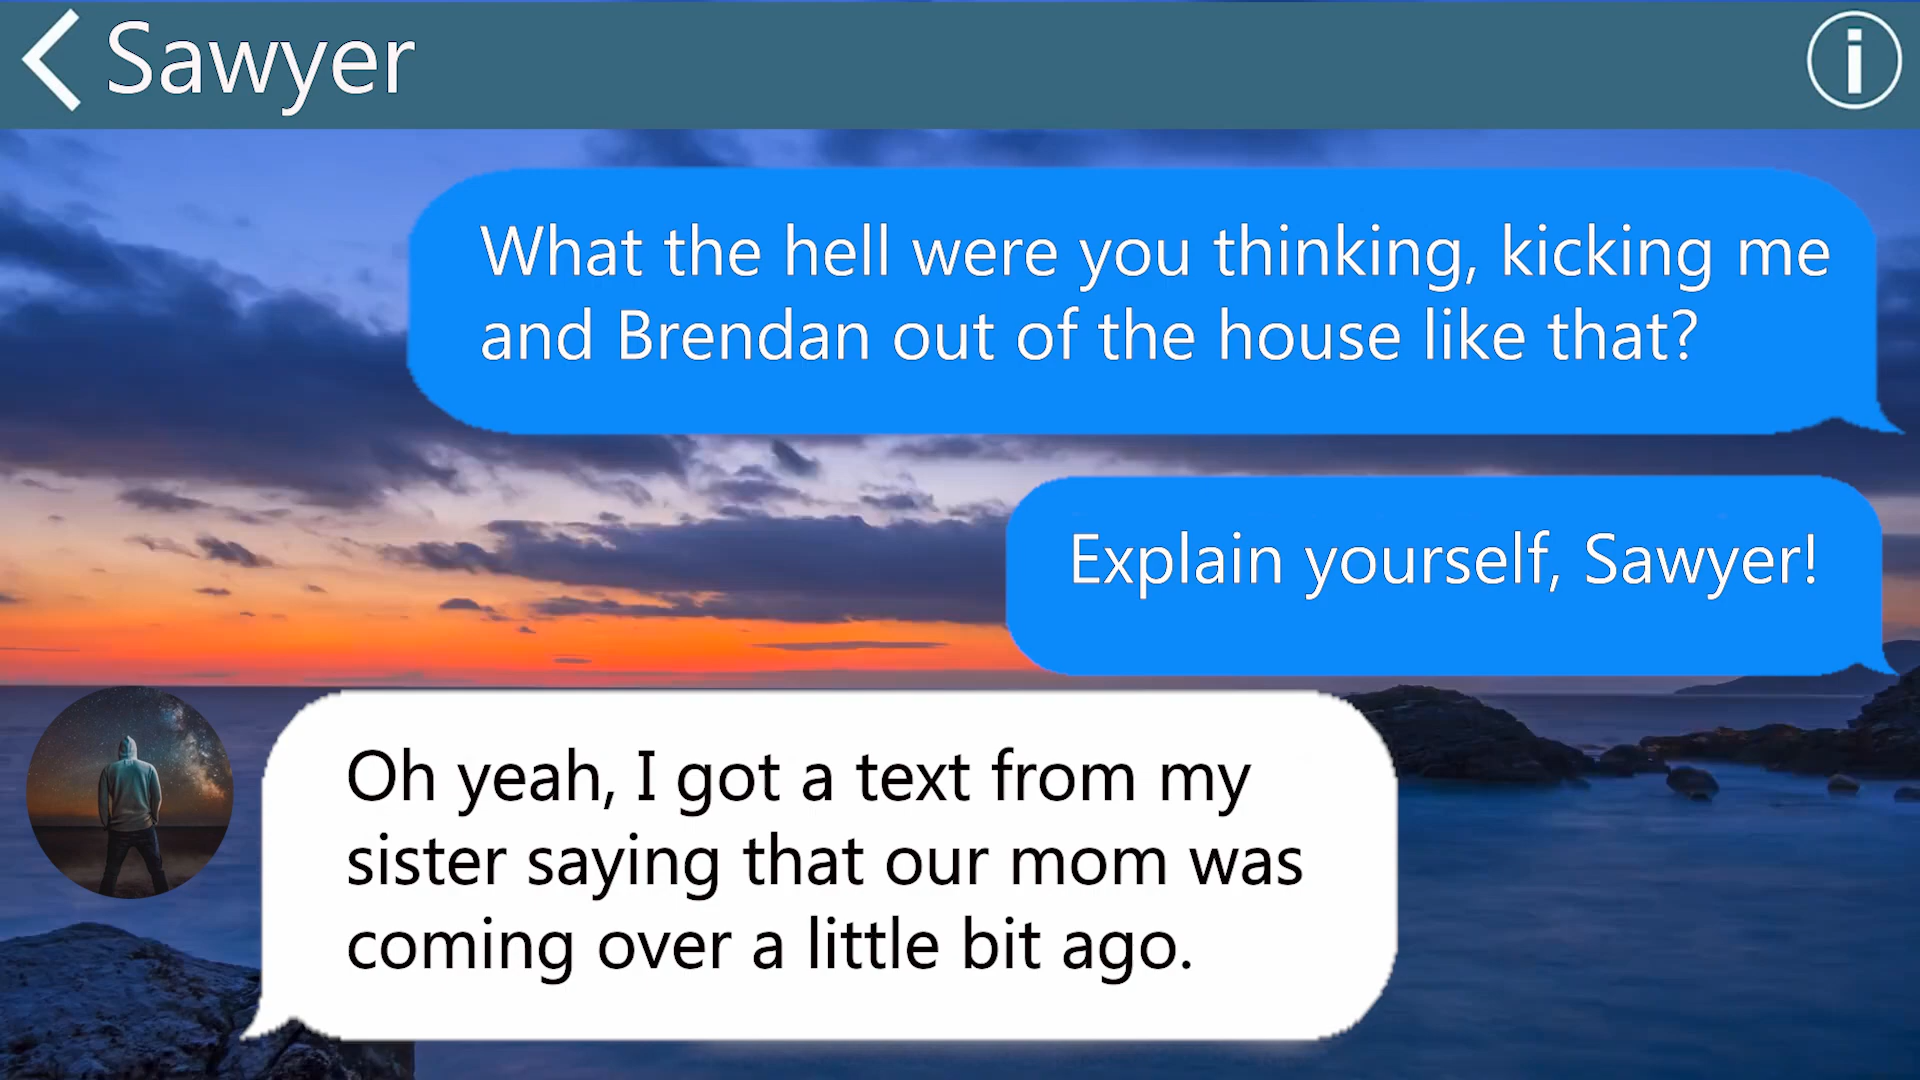 Sawyer
What the hell were you thinking, kicking me
and Brendan out of the house like that?
Explain yourself, Sawyer!
Oh yeah, I got a text from my
sister saying that our mom was
coming over a little bit ago.